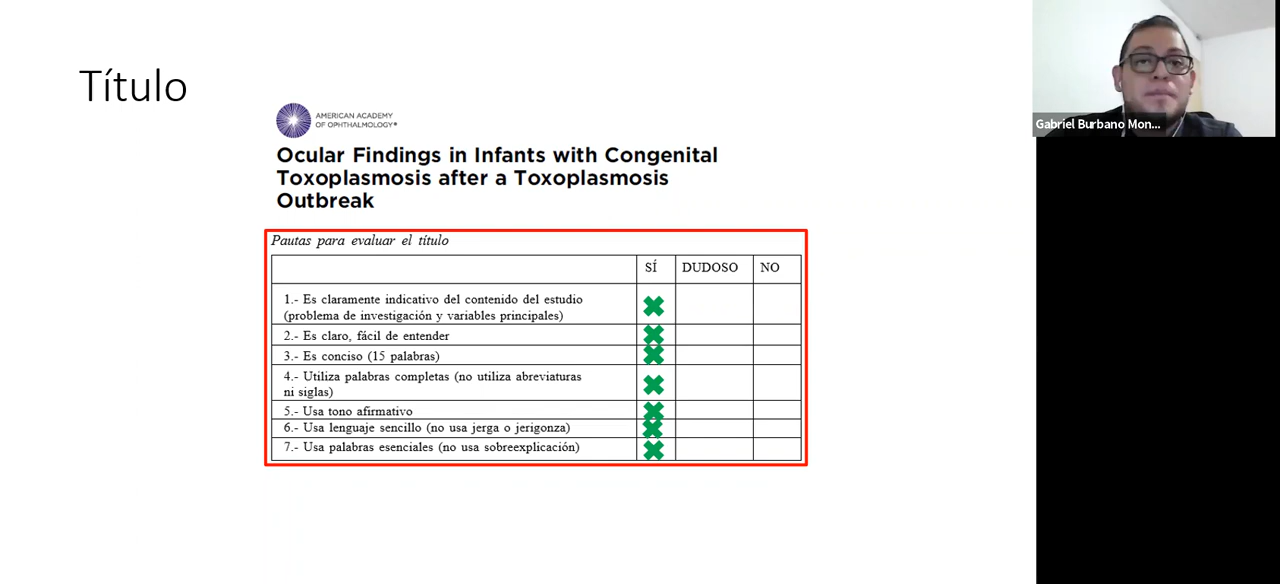 Título
AMERICAN ACADEMY
OF OPHTHALMOLOGY®
Ocular Findings in Infants with Congenital
Toxoplasmosis after a Toxoplasmosis
Outbreak
Pautas para evaluar el título
SÍ DUDOSO NO
1.- Es claramente indicativo del contenido del estudio
(problema de investigación y variables principales)
2.- Es claro, fácil de entender
3.- Es conciso (15 palabras)
4.- Utiliza palabras completas (no utiliza abreviaturas
ni siglas)
5.- Usa tono afirmativo
6.- Usa lenguaje sencillo (no usa jerga o jerigonza)
7.- Usa palabras esenciales (no usa sobreexplicación)
Gabriel Burbano Mon...